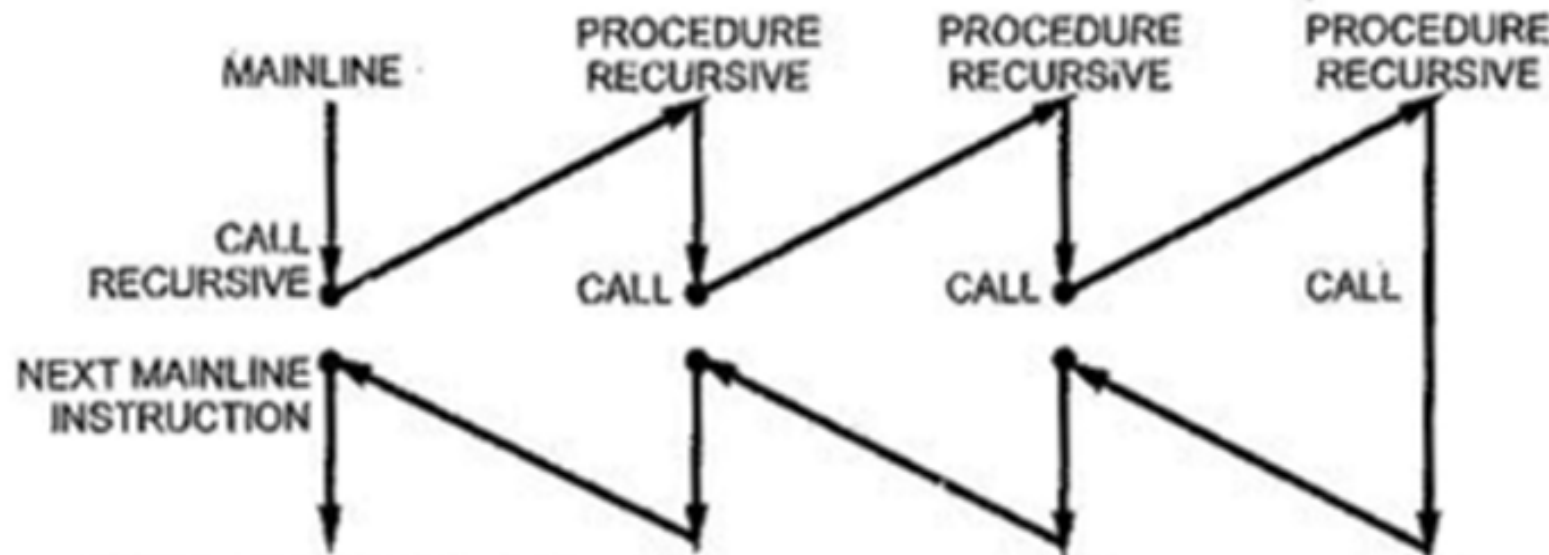 MAINLINE
PROCEDURE
RECURSIVE
PROCEDURE
RECURSIVE
PROCEDURE
RECURSIVE
CALL
RECURSIVE
CALL
CALL
CALL
NEXT MAINLINE
INSTRUCTION